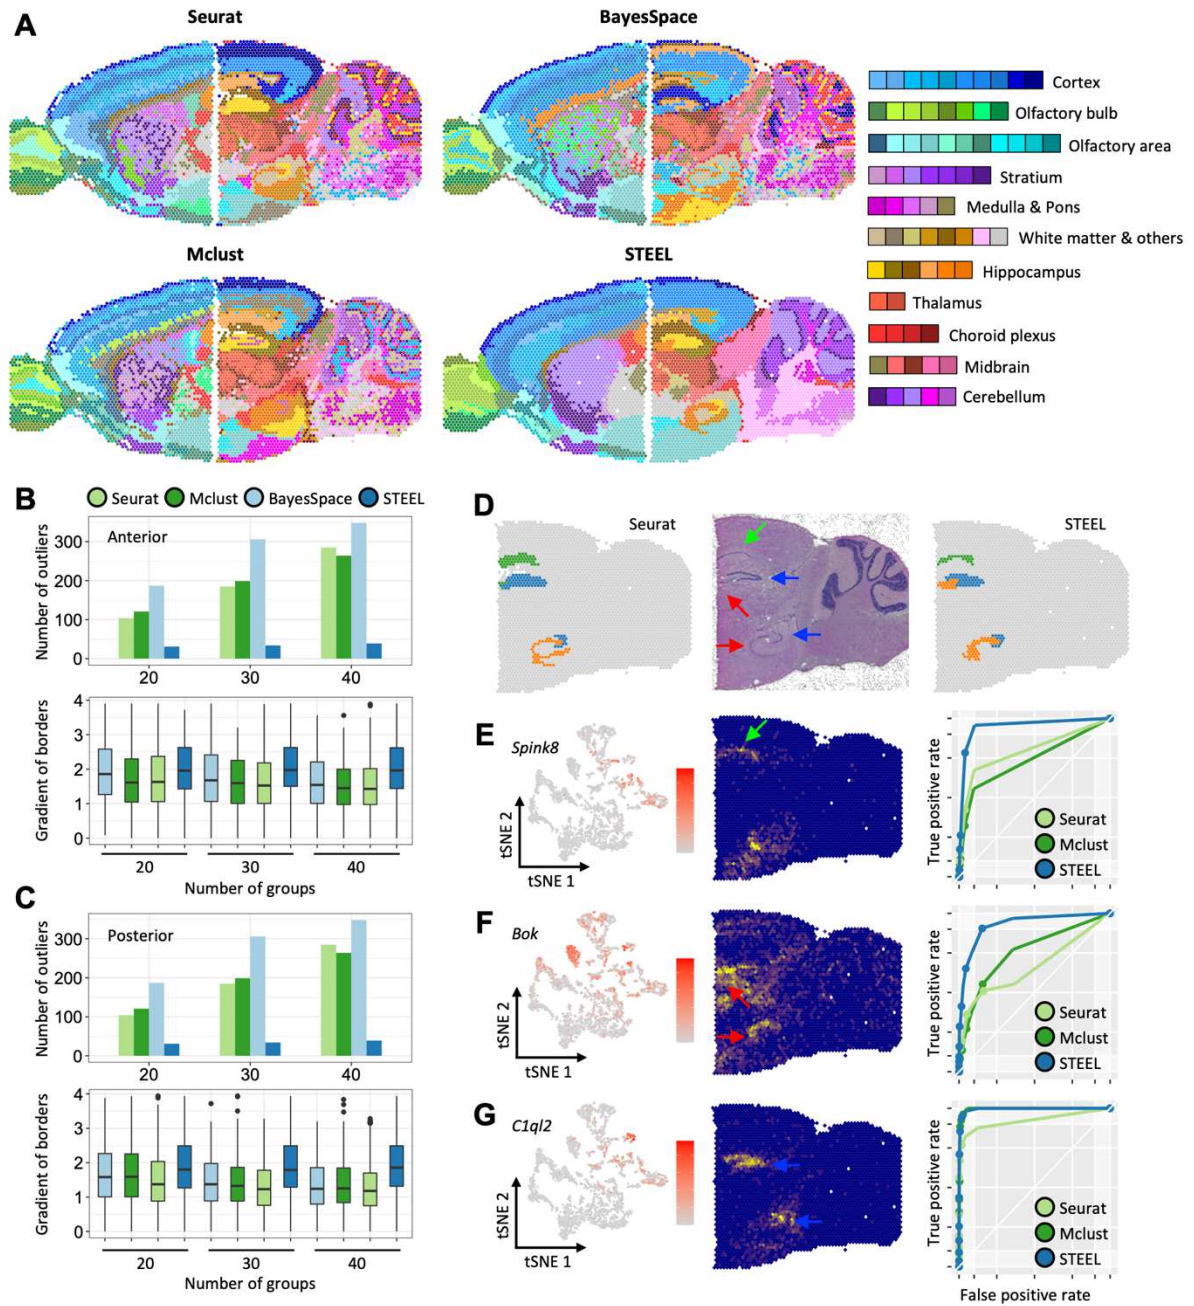 A
Seurat
BayesSpace
Mclust
STEEL
Cortex
Olfactory bulb
Olfactory area
Stratium
Medulla & Pons
White matter & others
Hippocampus
Thalamus
Choroid plexus
Midbrain
Cerebellum
B
Seurat Mclust BayesSpace STEEL
Anterior
Number of outliers
300
200
100
0
20 30 40
Gradient of borders
4
3
2
1
0
20 30 40
Number of groups
C
Posterior
Number of outliers
300
200
100
0
20 30 40
Gradient of borders
4
3
2
1
0
20 30 40
Number of groups
D
Seurat
STEEL
E
Spink8
tSNE 2
tSNE 1
True positive rate
Seurat
Mclust
STEEL
F
Bok
tSNE 2
tSNE 1
True positive rate
Seurat
Mclust
STEEL
G
C1ql2
tSNE 2
tSNE 1
True positive rate
Seurat
Mclust
STEEL
False positive rate